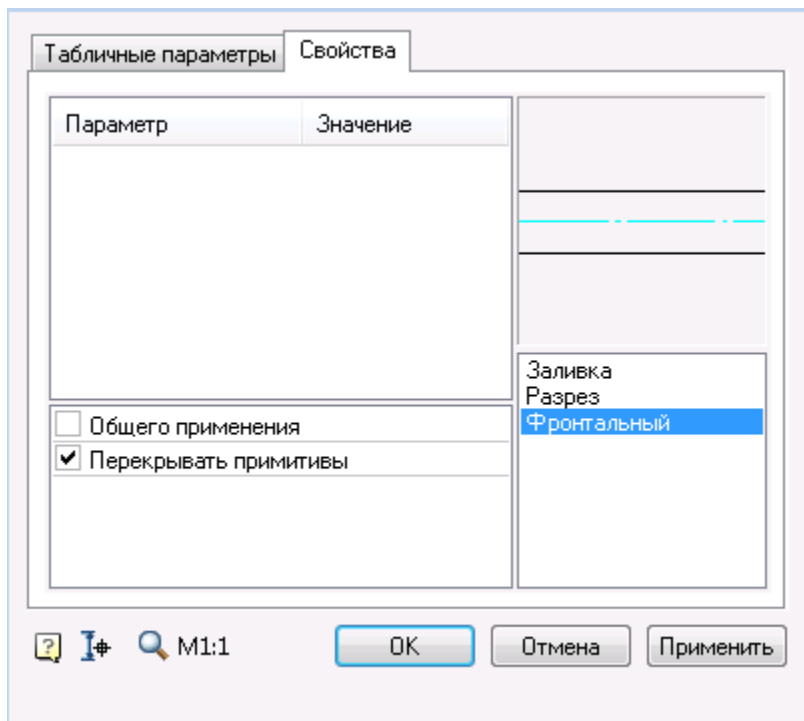 Табличные параметры Свойства
Параметр Значение
Заливка
Разрез
Фронтальный
Общего применения
Перекрывать примитивы
M1:1 OK Отмена Применить